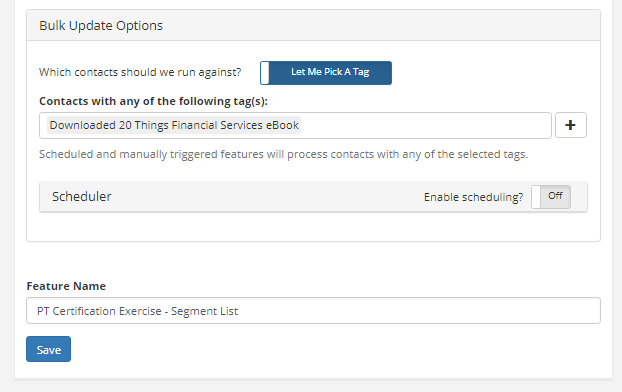 Bulk Update Options
Which contacts should we run against? Let Me Pick A Tag
Contacts with any of the following tag(s):
Downloaded 20 Things Financial Services eBook +
Scheduled and manually triggered features will process contacts with any of the selected tags.
Scheduler Enable scheduling? Off
Feature Name
PT Certification Exercise - Segment List
Save